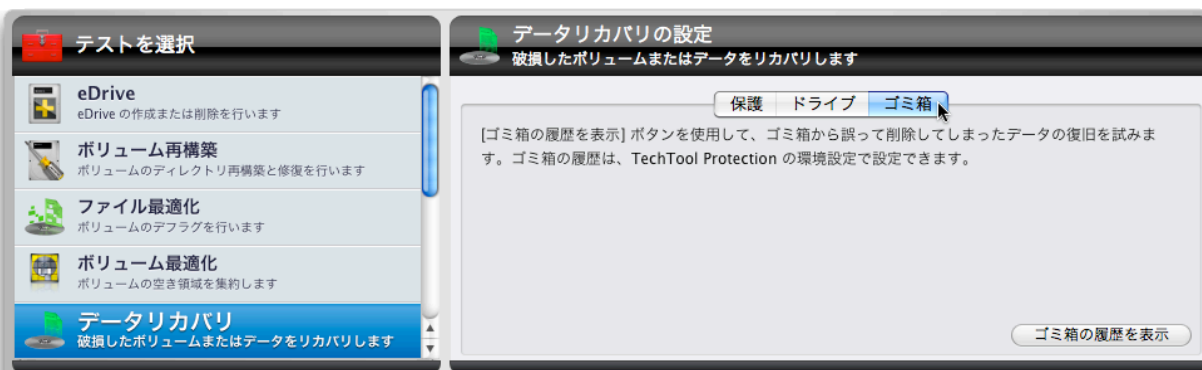 テストを選択
eDrive
eDrive の作成または削除を行います
ボリューム再構築
ボリュームのディレクトリ再構築と修復を行います
ファイル最適化
ボリュームのデフラグを行います
ボリューム最適化
ボリュームの空き領域を集約します
データリカバリ
破損したボリュームまたはデータをリカバリします
データリカバリの設定
破損したボリュームまたはデータをリカバリします
保護 ドライブ ゴミ箱
[ゴミ箱の履歴を表示] ボタンを使用して、ゴミ箱から誤って削除してしまったデータの復旧を試みま
す。ゴミ箱の履歴は、TechTool Protection の環境設定で設定できます。
ゴミ箱の履歴を表示